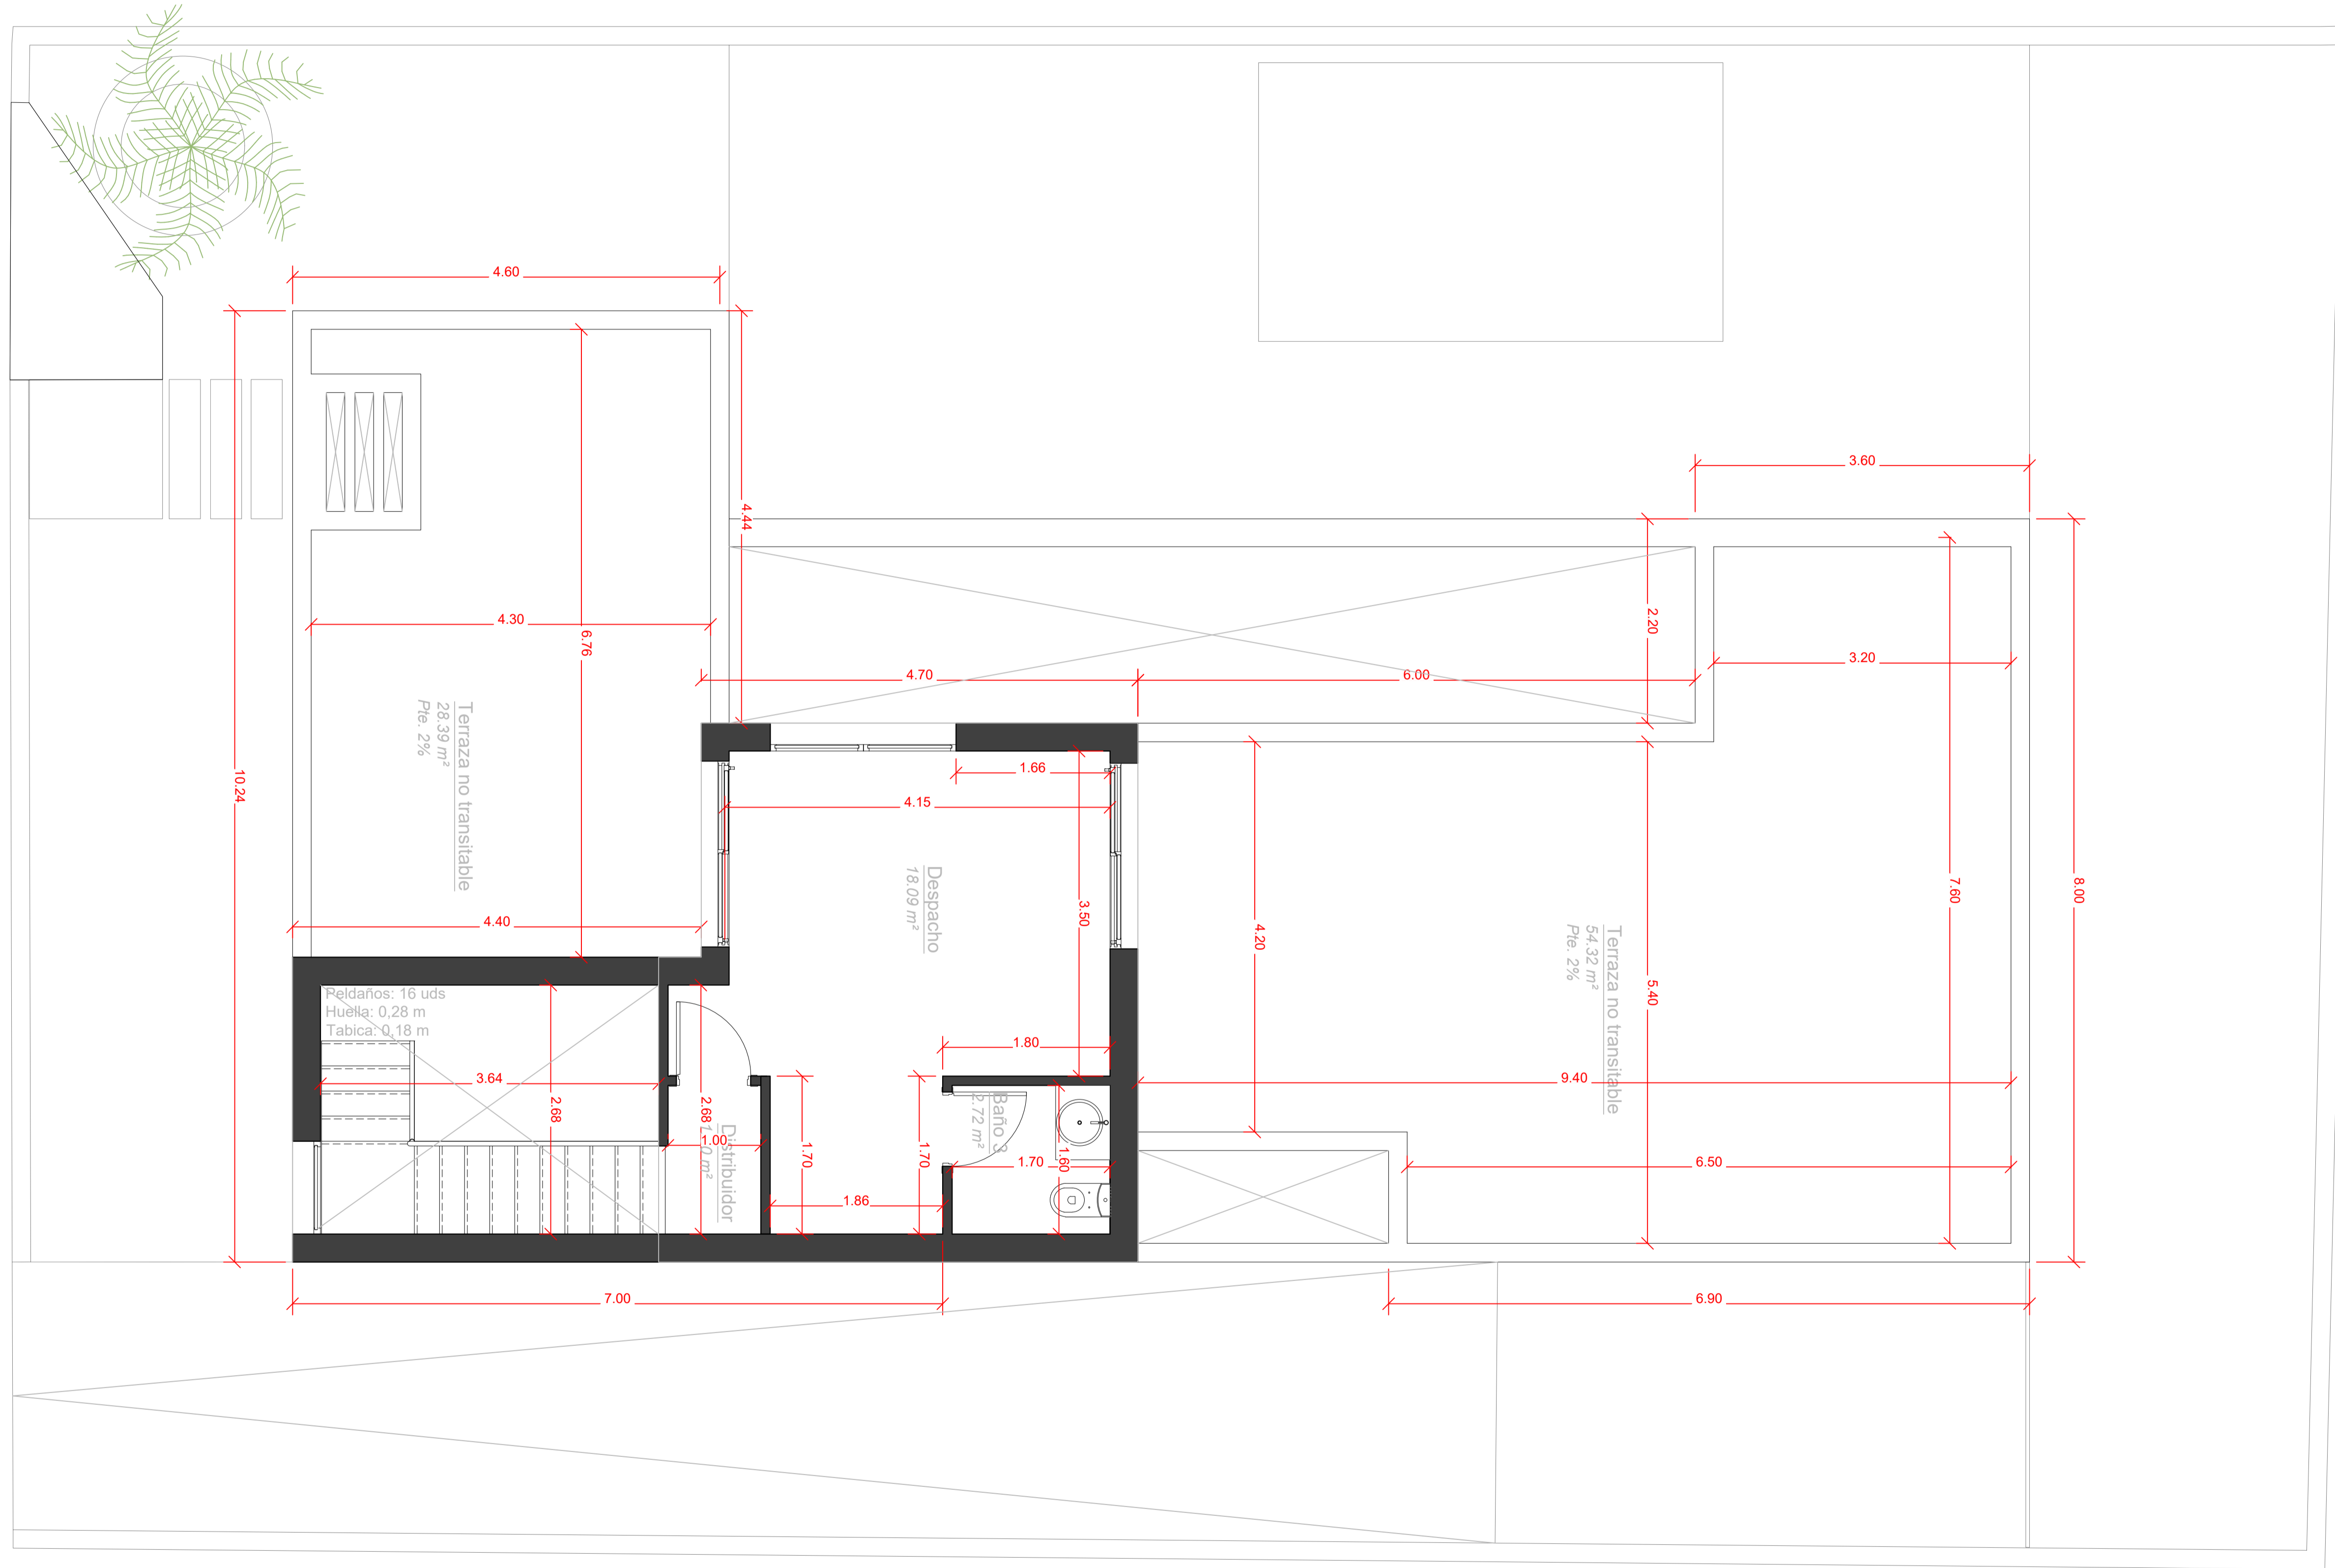 4.60
3.60
4.44
2.20
4.30
6.76
3.20
4.70
6.00
Terraza no transitable
28.39 m²
Pte. 2%
10.24
1.66
4.15
Despacho
18.09 m²
3.50
4.20
7.60
8.00
4.40
5.40
Terraza no transitable
54.32 m²
Pte. 2%
Peldaños: 16 uds
Huella: 0,28 m
Tabica: 0,18 m
1.80
3.64
9.40
2.68
2.68
Distribuidor
1.00
1.70
1.70
Baño 3
2.72 m²
1.70
1.60
6.50
1.86
7.00
6.90